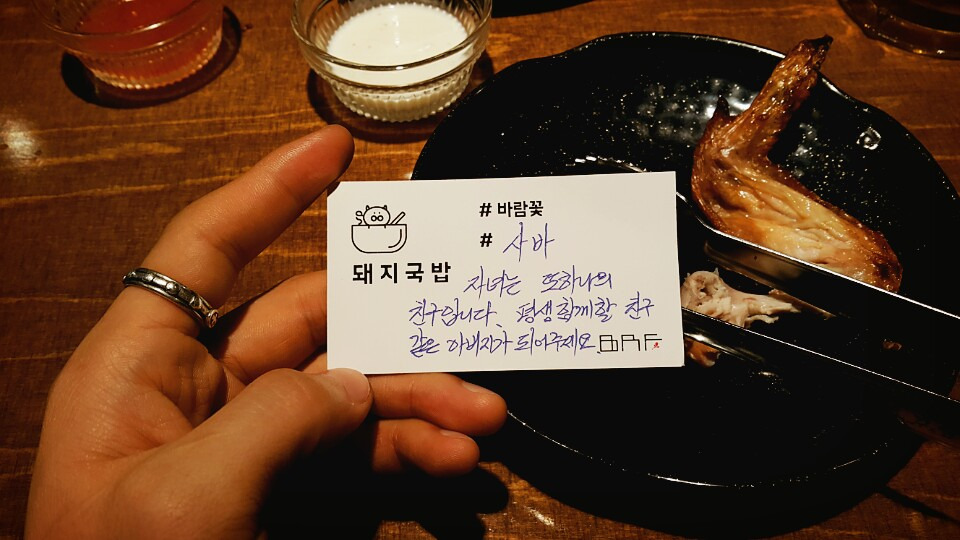 # 바람꽃
# 사바
돼지국밥
자녀는 또하나의
친구입니다. 평생 함께할 친구
같은 아버지가 되어주세요.